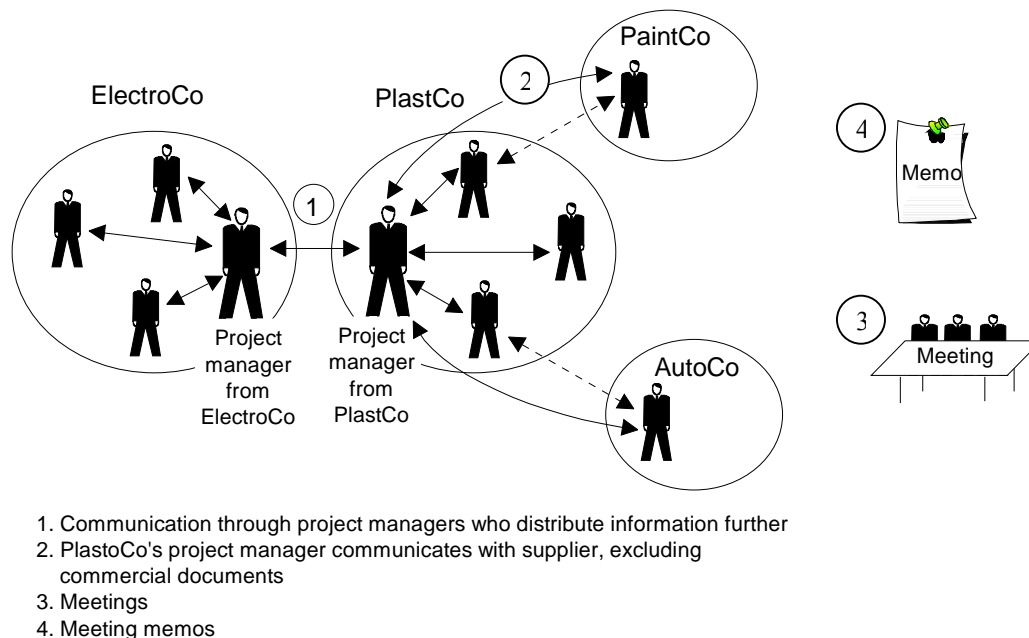 PaintCo
2
ElectroCo
PlastCo
4
Memo
1
3
Meeting
Project
manager
from
ElectroCo
Project
manager
from
PlastCo
AutoCo
1. Communication through project managers who distribute information further
2. PlastoCo's project manager communicates with supplier, excluding
commercial documents
3. Meetings
4. Meeting memos